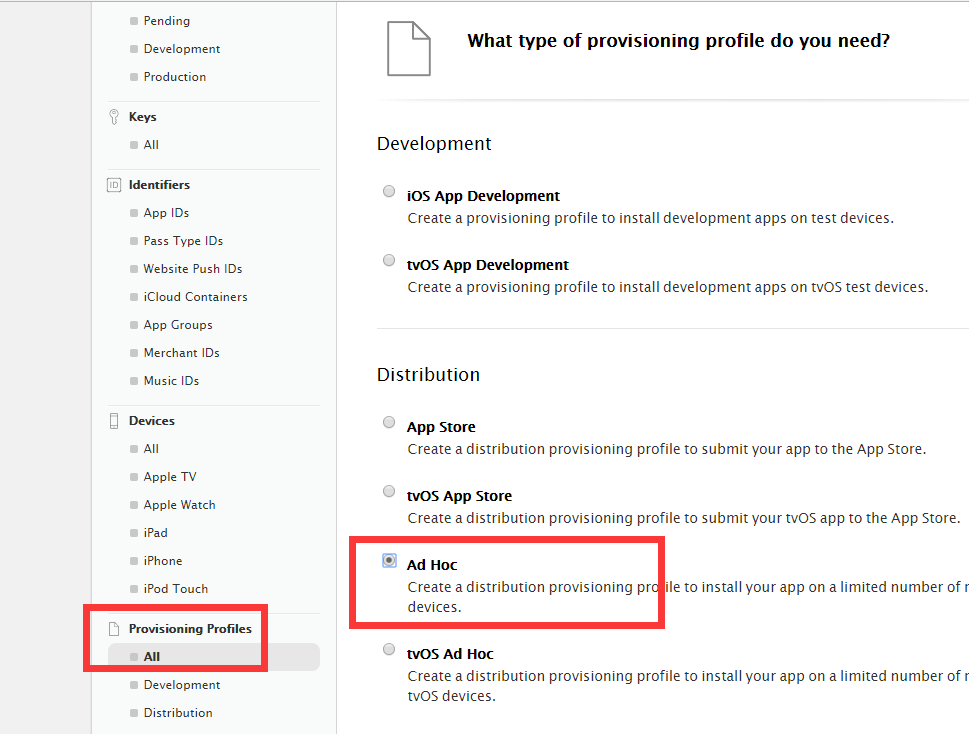 Pending
Development
Production
Keys
All
ID Identifiers
App IDs
Pass Type IDs
Website Push IDs
iCloud Containers
App Groups
Merchant IDs
Music IDs
Devices
All
Apple TV
Apple Watch
iPad
iPhone
iPod Touch
Provisioning Profiles
All
Development
Distribution
What type of provisioning profile do you need?
Development
iOS App Development
Create a provisioning profile to install development apps on test devices.
tvOS App Development
Create a provisioning profile to install development apps on tvOS test devices.
Distribution
App Store
Create a distribution provisioning profile to submit your app to the App Store.
tvOS App Store
Create a distribution provisioning profile to submit your tvOS app to the App Store.
Ad Hoc
Create a distribution provisioning profile to install your app on a limited number of
devices.
tvOS Ad Hoc
Create a distribution provisioning profile to install your app on a limited number of
tvOS devices.